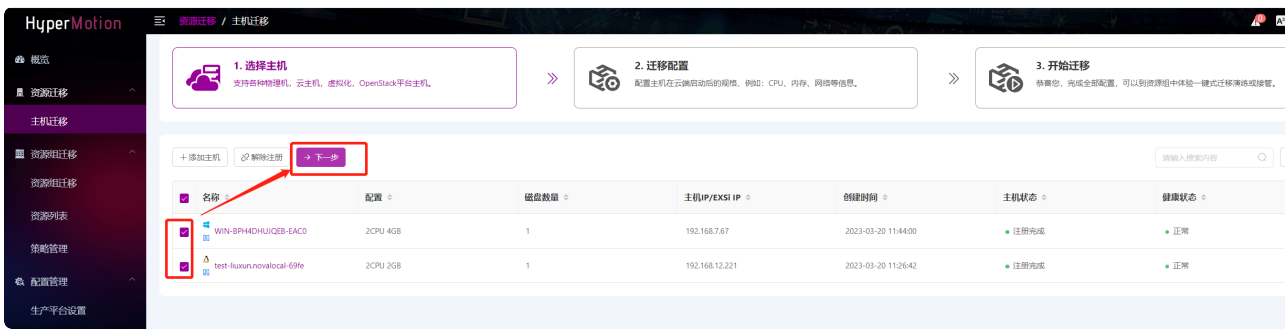 HyperMotion
资源迁移 / 主机迁移
概览
资源迁移
主机迁移
资源组迁移
资源组迁移
资源列表
策略管理
配置管理
生产平台设置
1. 选择主机
支持各种物理机，云主机，虚拟化，OpenStack平台主机。
2. 迁移配置
配置主机在云端启动后的规格，例如：CPU、内存、网络等信息。
3. 开始迁移
恭喜您，完成全部配置，可以到资源组中体验一键式迁移演练或接管。
添加主机 解除注册 下一步
请输入搜索内容
名称 配置 磁盘数量 主机IP/EXSi IP 创建时间 主机状态 健康状态
WIN-BPH4DHUJQEB-EAC0 2CPU 4GB 1 192.168.7.67 2023-03-20 11:44:00 注册完成 正常
test-liuxun.novalocal-69fe 2CPU 2GB 1 192.168.12.221 2023-03-20 11:26:42 注册完成 正常